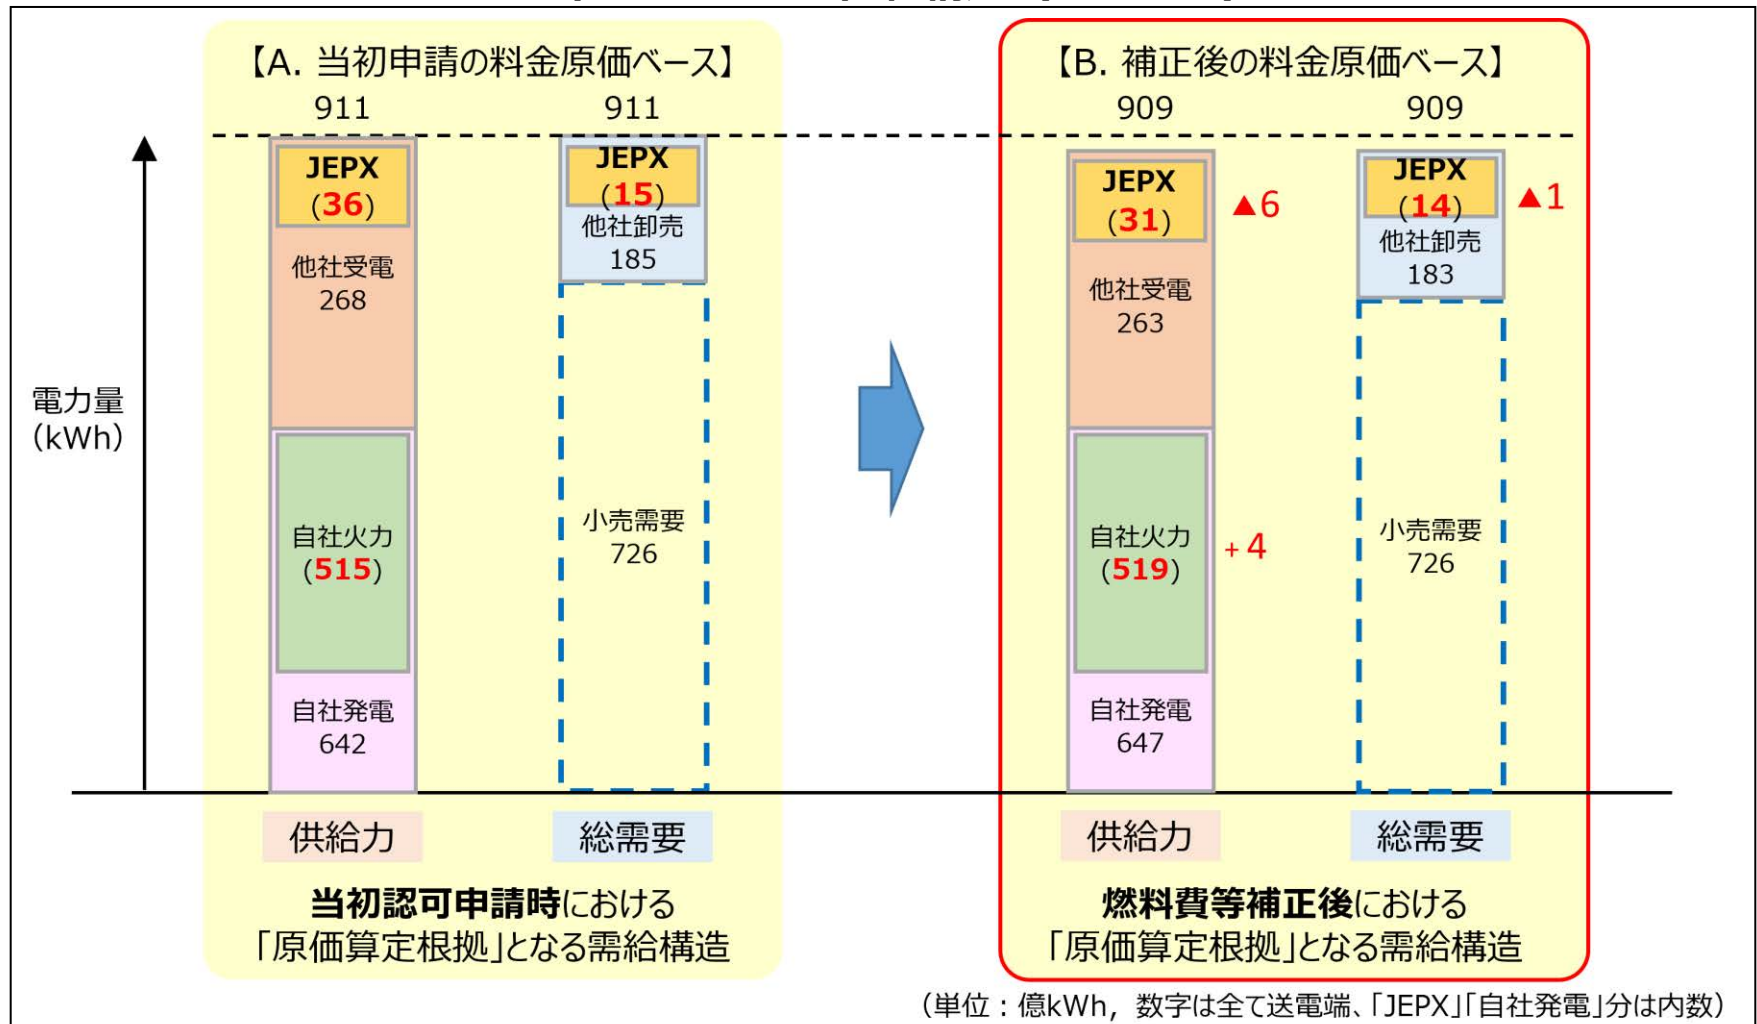 【A. 当初申請の料金原価ベース】
911
911
JEPX
(36)
他社受電
268
自社火力
(515)
自社発電
642
JEPX
(15)
他社卸売
185
小売需要
726
電力量
（kWh）
供給力
総需要
当初認可申請時における
「原価算定根拠」となる需給構造
【B. 補正後の料金原価ベース】
909
909
JEPX
(31)
▲6
他社受電
263
自社火力
(519)
+4
自社発電
647
JEPX
(14)
▲1
他社卸売
183
小売需要
726
供給力
総需要
燃料費等補正後における
「原価算定根拠」となる需給構造
（単位：億kWh，数字は全て送電端、「JEPX」「自社発電」分は内数）